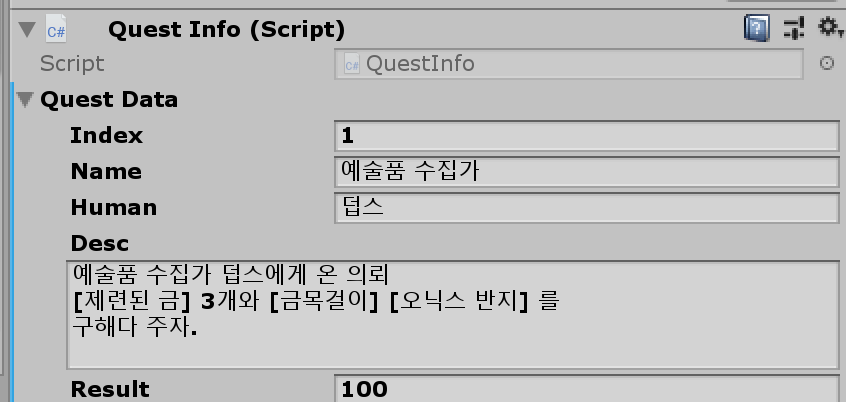 C# Quest Info (Script)
Script C# QuestInfo
Quest Data
Index 1
Name 예술품 수집가
Human 덥스
Desc
예술품 수집가 덥스에게 온 의뢰
[제련된 금] 3개와 [금목걸이] [오닉스 반지] 를
구해다 주자.
Result 100